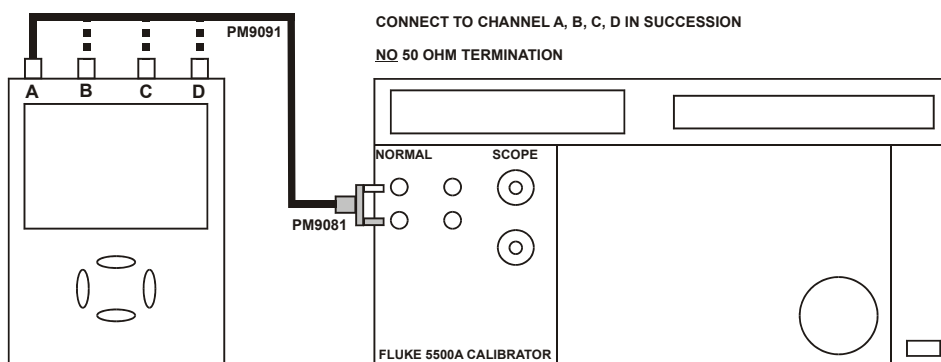 CONNECT TO CHANNEL A, B, C, D IN SUCCESSION
PM9091
NO 50 OHM TERMINATION
A B C D
NORMAL SCOPE
PM9081
FLUKE 5500A CALIBRATOR